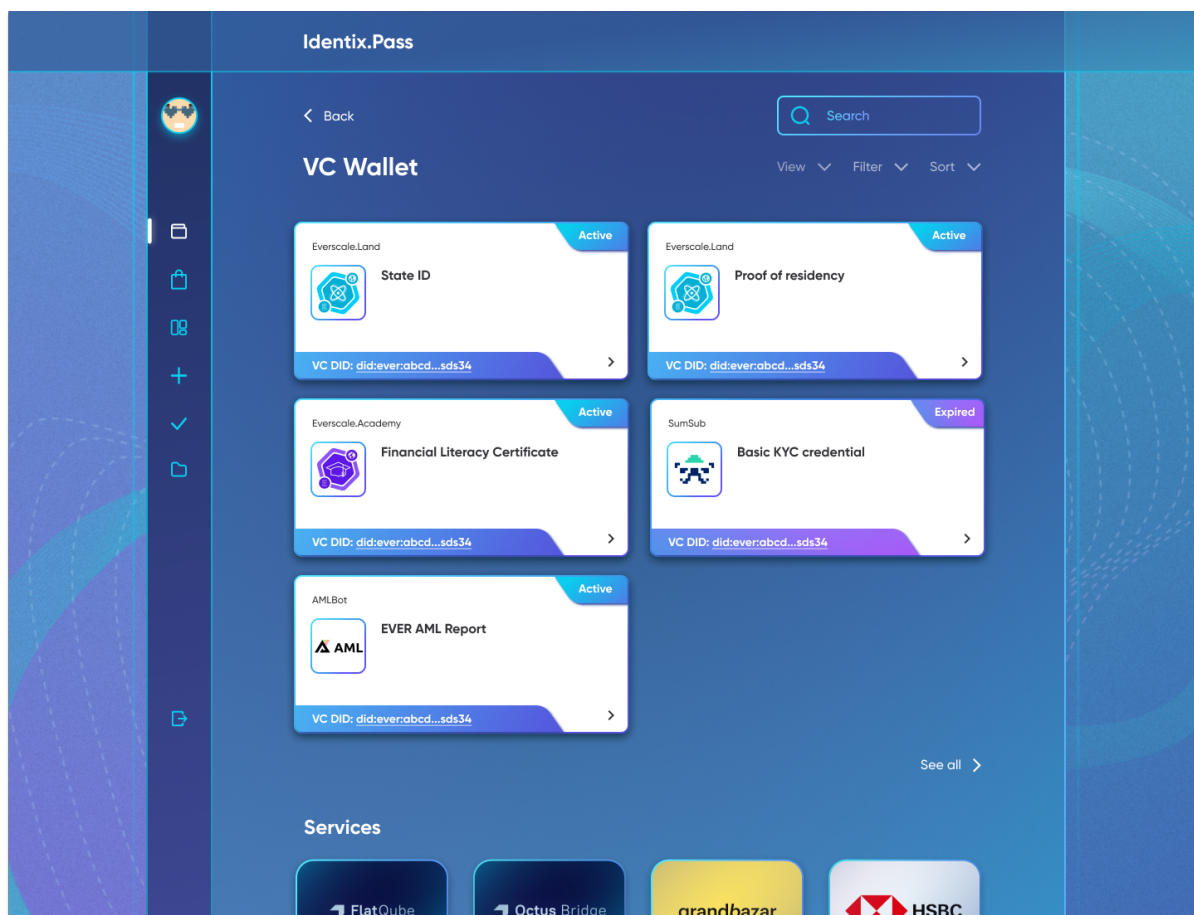 Identix.Pass
Back
Search
VC Wallet
View Filter Sort
Everscale.Land
Active
State ID
VC DID: did:ever:abcd...sds34
Everscale.Land
Active
Proof of residency
VC DID: did:ever:abcd...sds34
Everscale.Academy
Active
Financial Literacy Certificate
VC DID: did:ever:abcd...sds34
SumSub
Expired
Basic KYC credential
VC DID: did:ever:abcd...sds34
AMLBot
Active
EVER AML Report
AML
VC DID: did:ever:abcd...sds34
See all
Services
FlatQube
Octus Bridge
grandbazar
HSBC